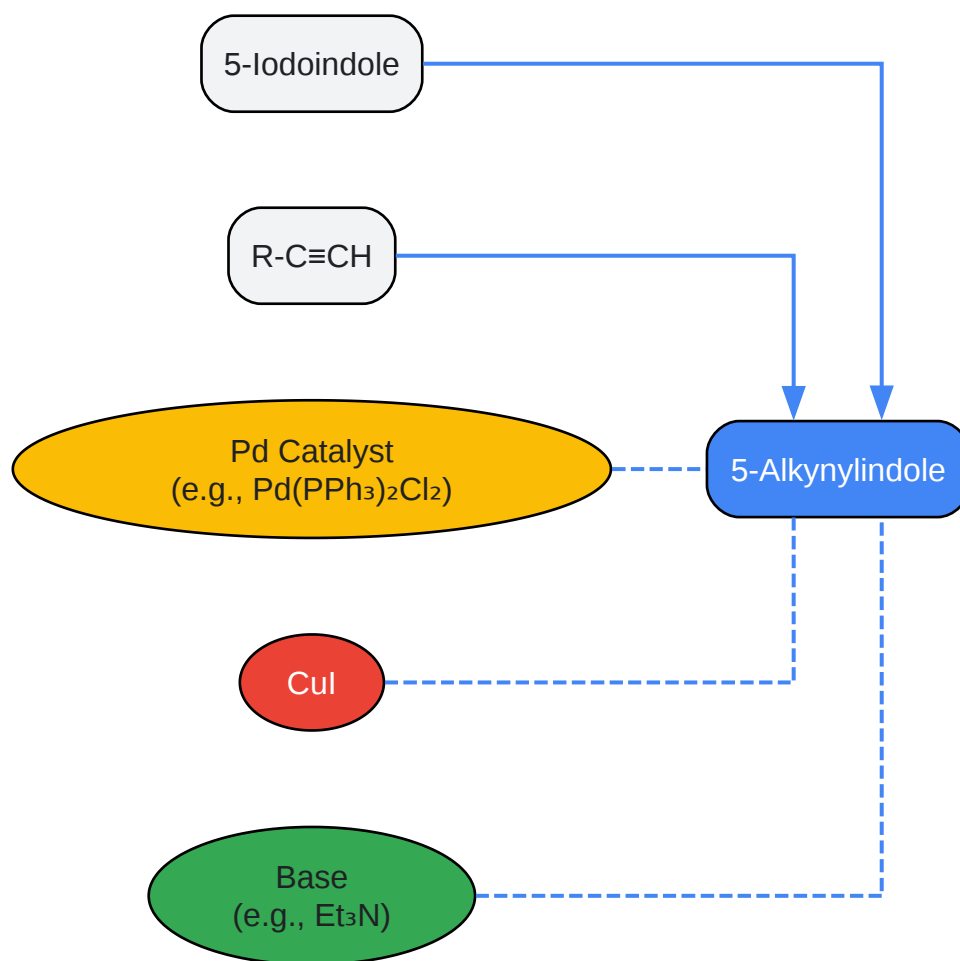 5-Iodoindole
R-C≡CH
Pd Catalyst
(e.g., Pd(PPh₃)₂Cl₂)
5-Alkynylindole
CuI
Base
(e.g., Et₃N)